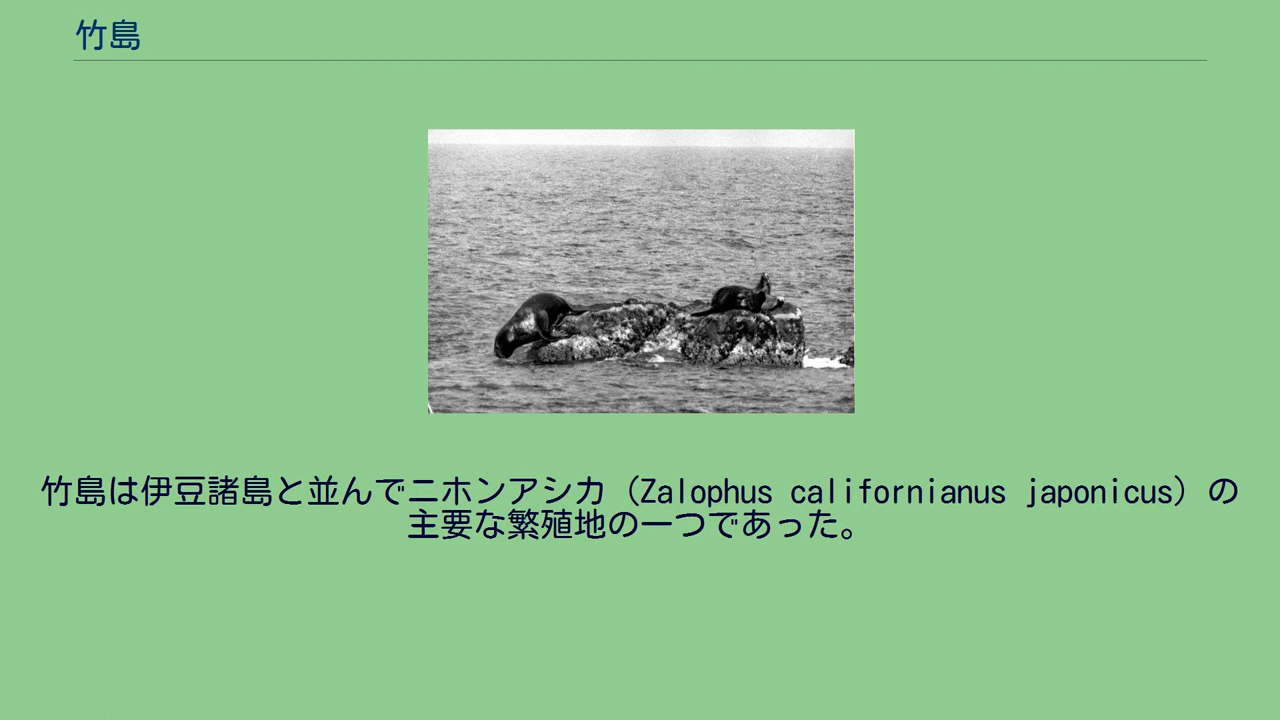 竹島
竹島は伊豆諸島と並んでニホンアシカ（Zalophus californianus japonicus）の
主要な繁殖地の一つであった。